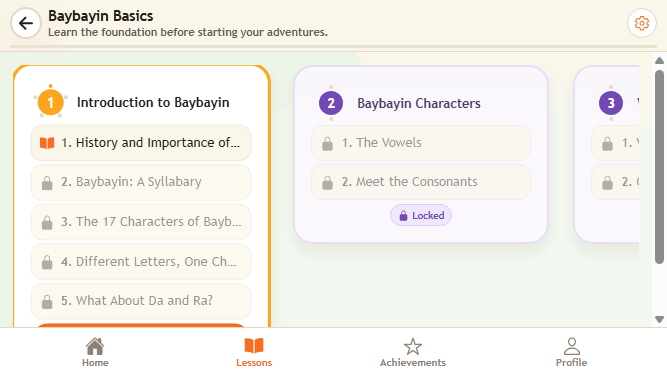 Baybayin Basics
Learn the foundation before starting your adventures.
1 Introduction to Baybayin
1. History and Importance of...
2. Baybayin: A Syllabary
3. The 17 Characters of Bayb...
4. Different Letters, One Ch...
5. What About Da and Ra?
2 Baybayin Characters
1. The Vowels
2. Meet the Consonants
Locked
3
1.
2.
Home
Lessons
Achievements
Profile